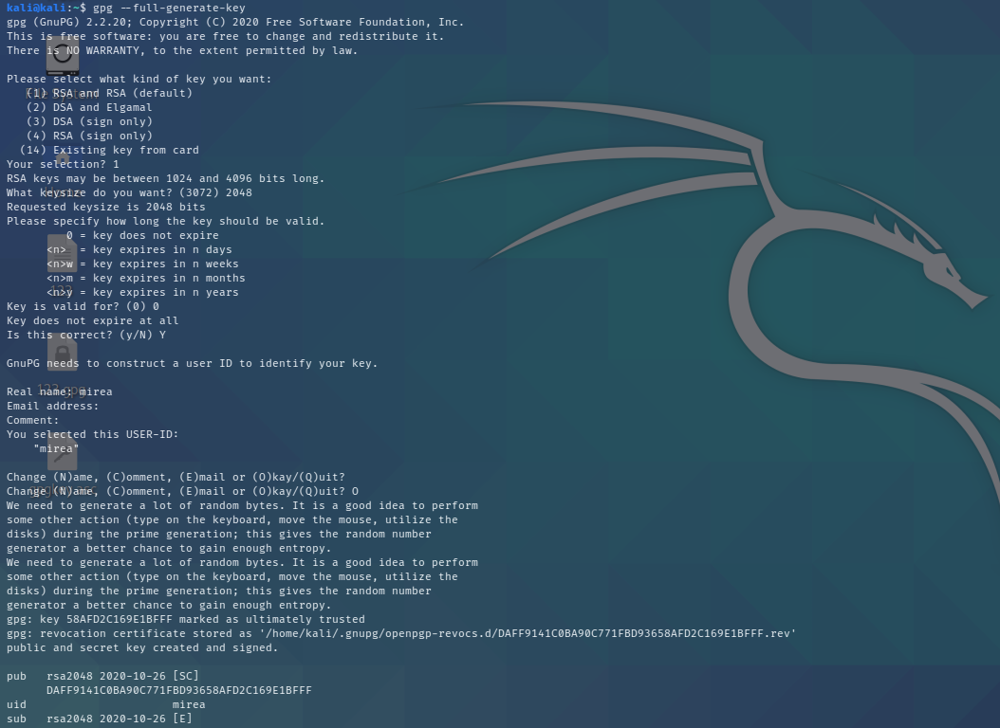 kali@kali:~$ gpg --full-generate-key
gpg (GnuPG) 2.2.20; Copyright (C) 2020 Free Software Foundation, Inc.
This is free software: you are free to change and redistribute it.
There is NO WARRANTY, to the extent permitted by law.
Please select what kind of key you want:
(1) RSA and RSA (default)
(2) DSA and Elgamal
(3) DSA (sign only)
(4) RSA (sign only)
(14) Existing key from card
Your selection? 1
RSA keys may be between 1024 and 4096 bits long.
What keysize do you want? (3072) 2048
Requested keysize is 2048 bits
Please specify how long the key should be valid.
0 = key does not expire
<n> = key expires in n days
<n>w = key expires in n weeks
<n>m = key expires in n months
<n>y = key expires in n years
Key is valid for? (0) 0
Key does not expire at all
Is this correct? (y/N) Y
GnuPG needs to construct a user ID to identify your key.
Real name: mirea
Email address:
Comment:
You selected this USER-ID:
"mirea"
Change (N)ame, (C)omment, (E)mail or (O)kay/(Q)uit?
Change (N)ame, (C)omment, (E)mail or (O)kay/(Q)uit? O
We need to generate a lot of random bytes. It is a good idea to perform
some other action (type on the keyboard, move the mouse, utilize the
disks) during the prime generation; this gives the random number
generator a better chance to gain enough entropy.
We need to generate a lot of random bytes. It is a good idea to perform
some other action (type on the keyboard, move the mouse, utilize the
disks) during the prime generation; this gives the random number
generator a better chance to gain enough entropy.
gpg: key 58AFD2C169E1BFFF marked as ultimately trusted
gpg: revocation certificate stored as '/home/kali/.gnupg/openpgp-revocs.d/DAFF9141C0BA90C771FBD93658AFD2C169E1BFFF.rev'
public and secret key created and signed.
pub rsa2048 2020-10-26 [SC]
DAFF9141C0BA90C771FBD93658AFD2C169E1BFFF
uid mirea
sub rsa2048 2020-10-26 [E]